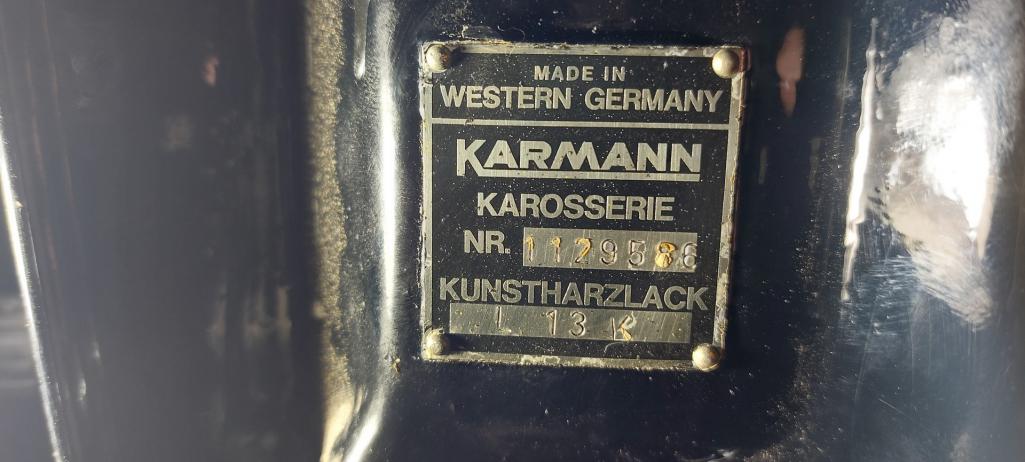 MADE IN
WESTERN GERMANY
KARMANN
KAROSSERIE
NR. 1129586
KUNSTHARZLACK
L 13 K